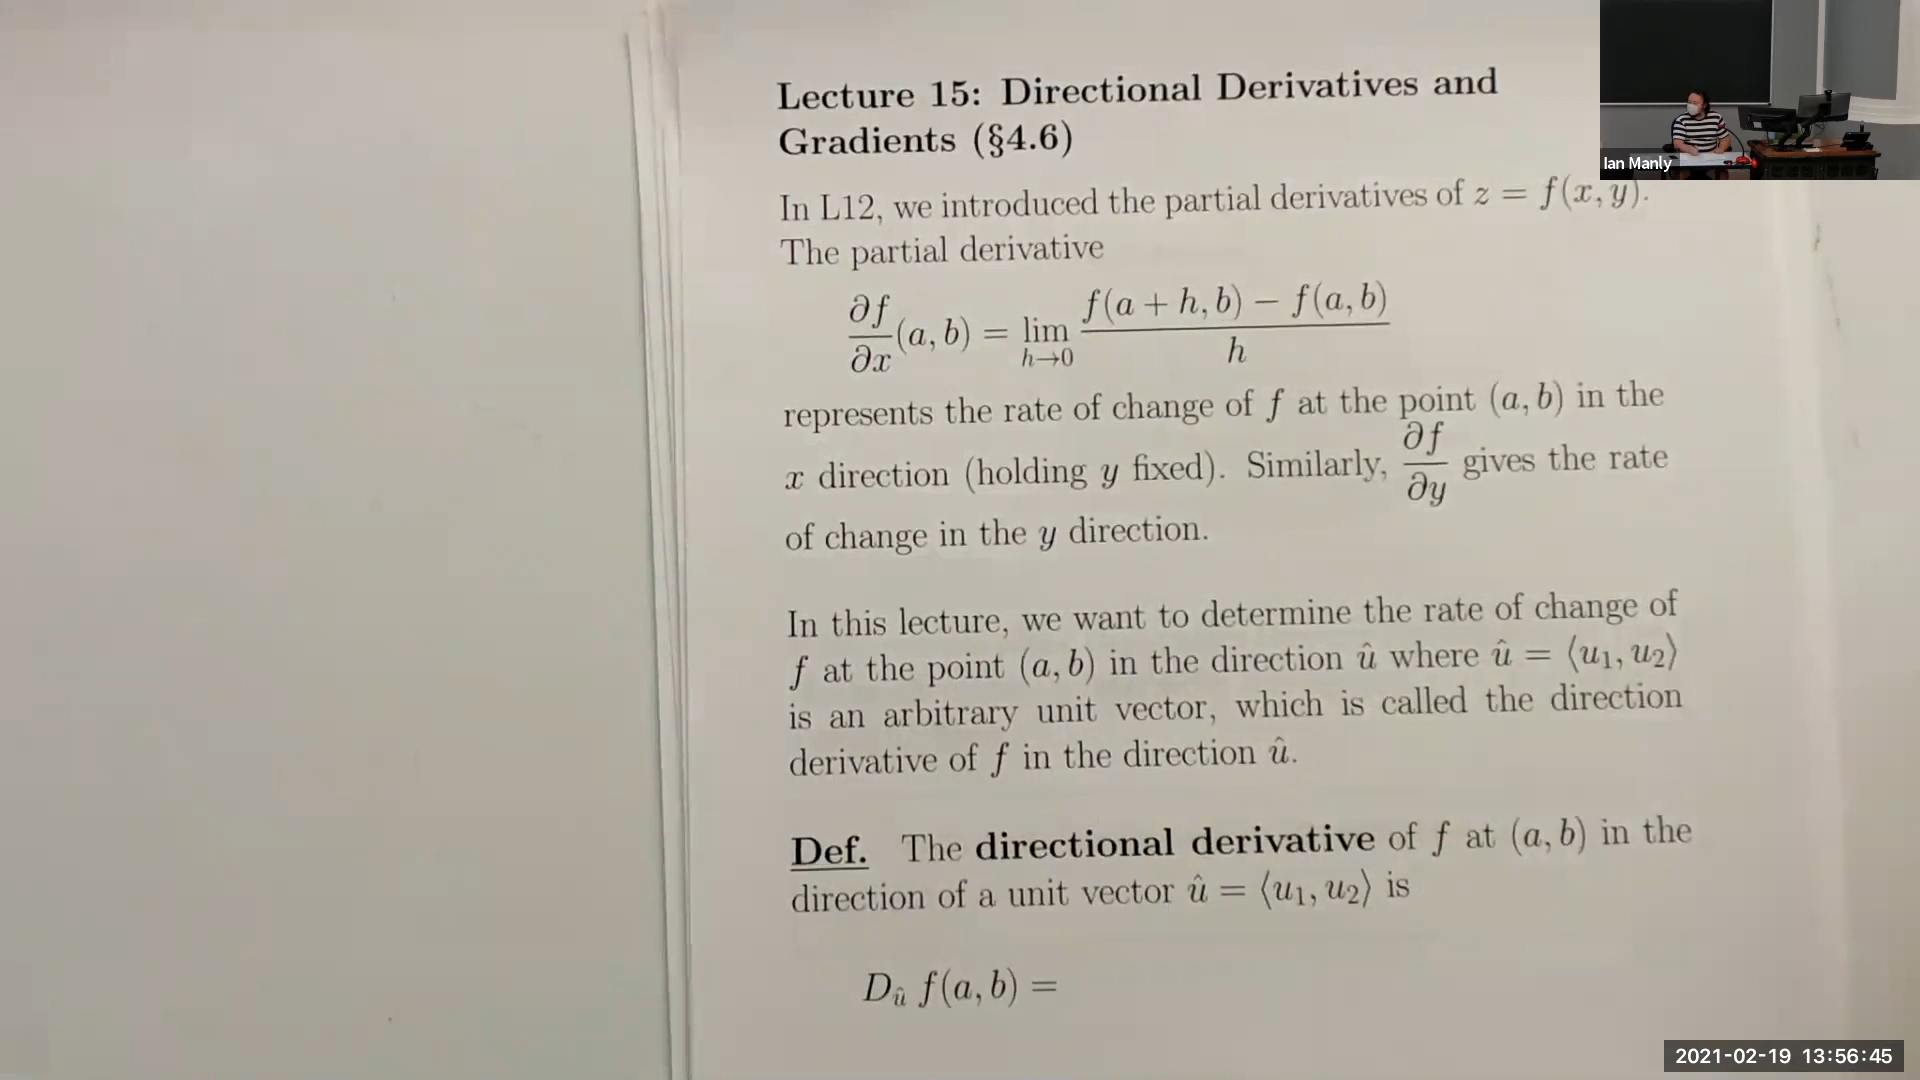 Lecture 15: Directional Derivatives and
Gradients (§4.6)
Ian Manly
In L12, we introduced the partial derivatives of z = f(x, y).
The partial derivative
∂f/∂x (a, b) = lim h→0 f(a + h, b) − f(a, b) / h
represents the rate of change of f at the point (a, b) in the
x direction (holding y fixed). Similarly, ∂f/∂y gives the rate
of change in the y direction.
In this lecture, we want to determine the rate of change of
f at the point (a, b) in the direction û where û = ⟨u₁, u₂⟩
is an arbitrary unit vector, which is called the direction
derivative of f in the direction û.
Def. The directional derivative of f at (a, b) in the
direction of a unit vector û = ⟨u₁, u₂⟩ is
D_û f(a, b) =
2021-02-19 13:56:45